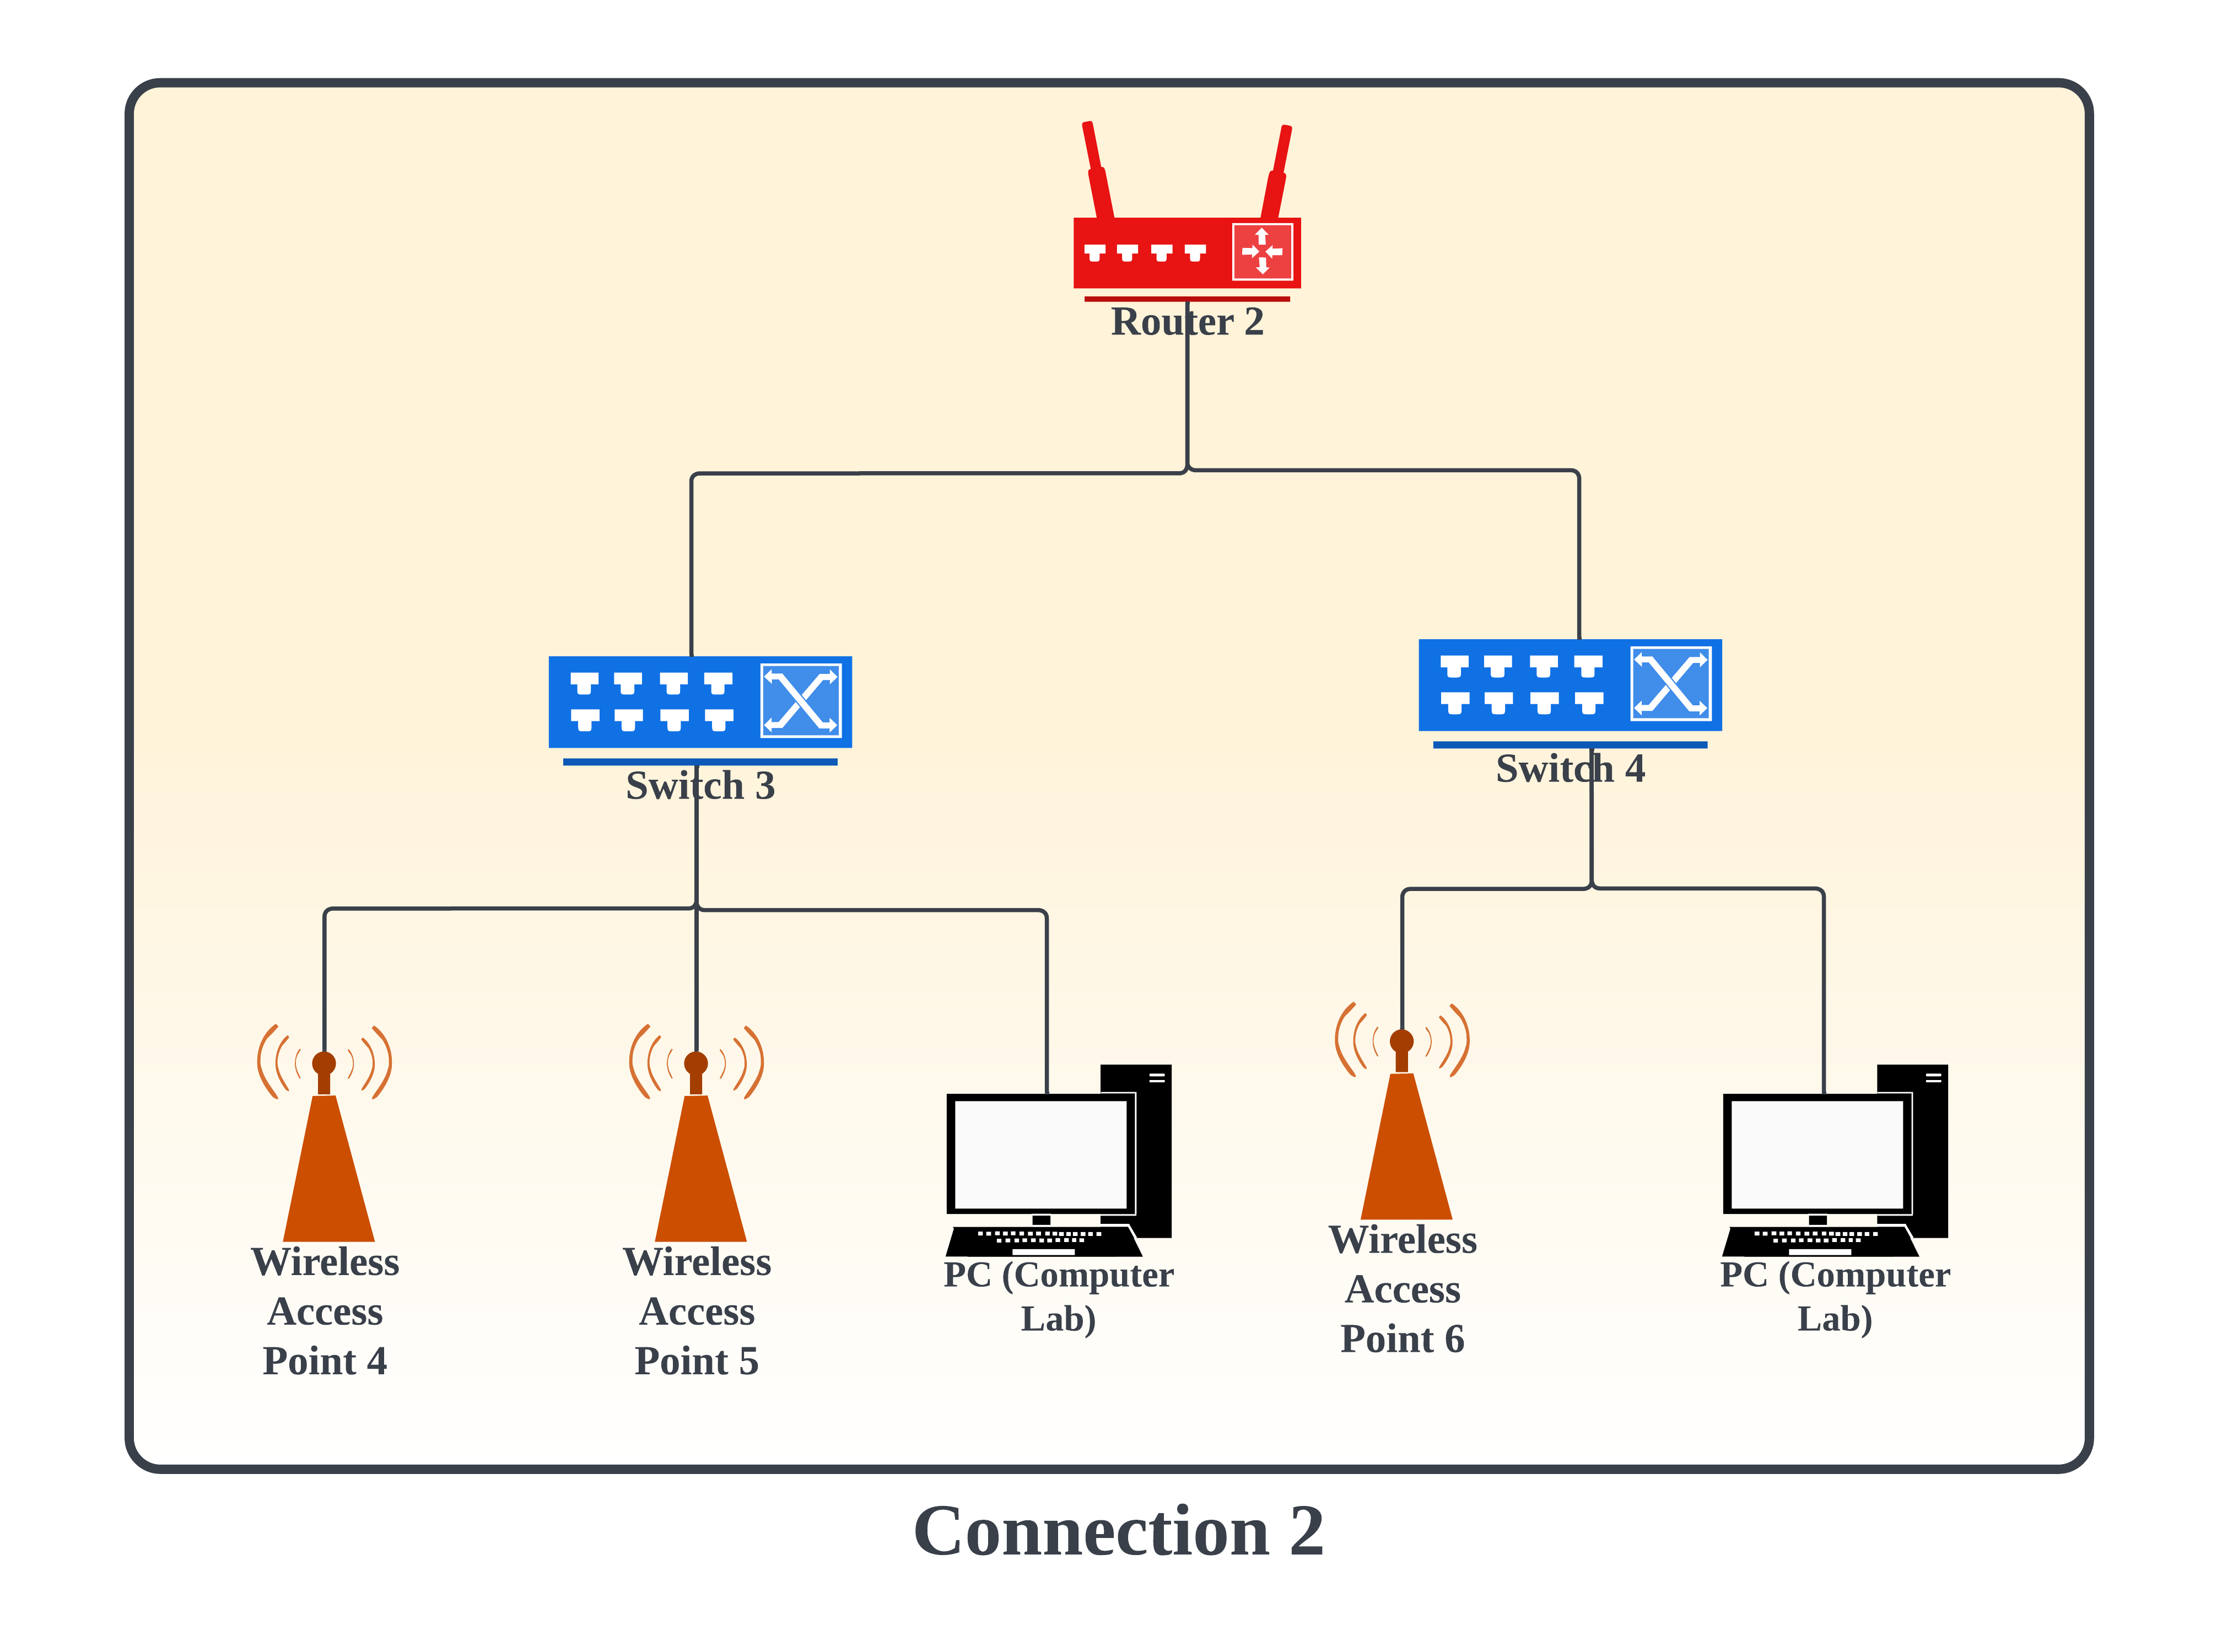 Router 2
Switch 3
Switch 4
Wireless
Access
Point 4
Wireless
Access
Point 5
PC (Computer
Lab)
Wireless
Access
Point 6
PC (Computer
Lab)
Connection 2